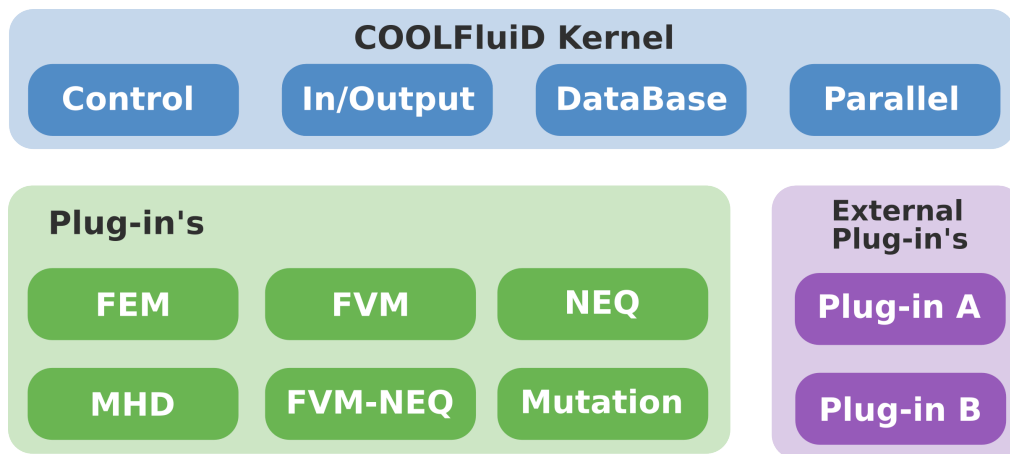 COOLFluiD Kernel
Control
In/Output
DataBase
Parallel
Plug-in's
FEM
FVM
NEQ
MHD
FVM-NEQ
Mutation
External
Plug-in's
Plug-in A
Plug-in B